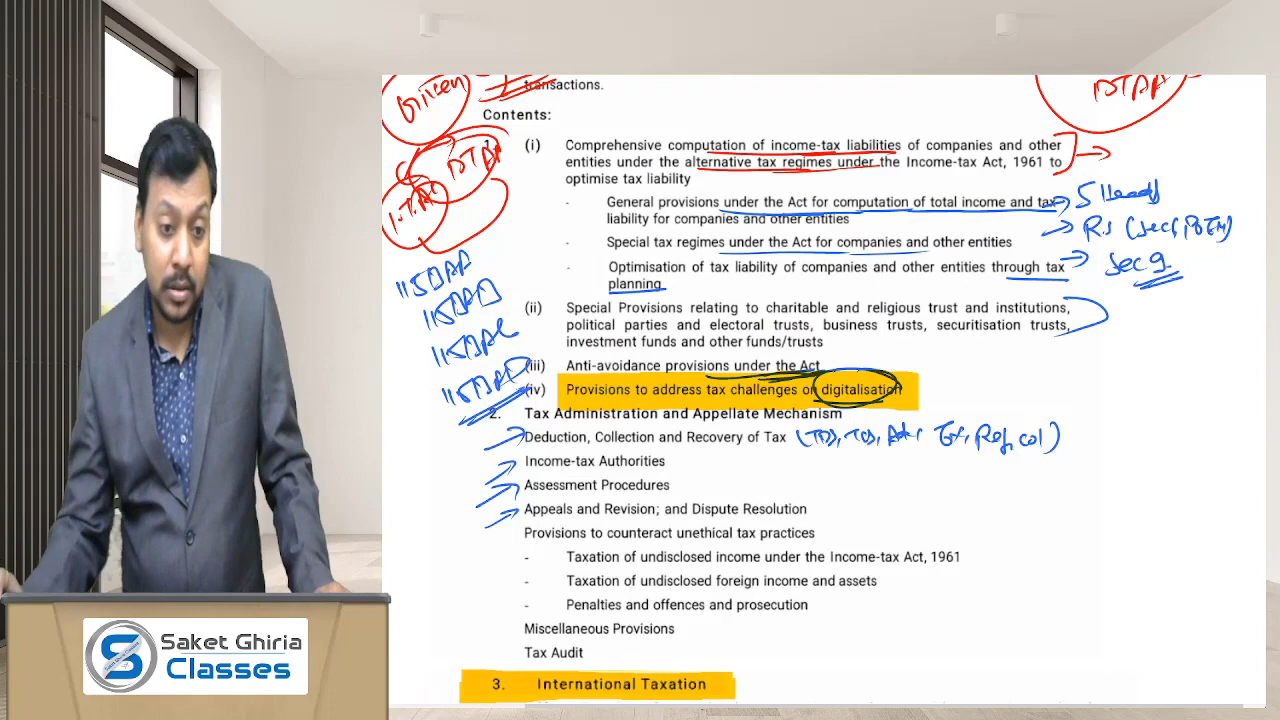 transactions.
Citizen
DTAA
Contents:
(i) Comprehensive computation of income-tax liabilities of companies and other
entities under the alternative tax regimes under the Income-tax Act, 1961 to
optimise tax liability
DTAA
I.T. Act
- General provisions under the Act for computation of total income and tax
liability for companies and other entities
5 Heads
- Special tax regimes under the Act for companies and other entities
- Optimisation of tax liability of companies and other entities through tax
planning
Sec 9
(ii) Special Provisions relating to charitable and religious trust and institutions,
political parties and electoral trusts, business trusts, securitisation trusts,
investment funds and other funds/trusts
115BAA
115BAB
115BAC
115BAD
(iii) Anti-avoidance provisions under the Act
(iv) Provisions to address tax challenges on digitalisation
2. Tax Administration and Appellate Mechanism
Deduction, Collection and Recovery of Tax
Income-tax Authorities
Assessment Procedures
Appeals and Revision; and Dispute Resolution
Provisions to counteract unethical tax practices
- Taxation of undisclosed income under the Income-tax Act, 1961
- Taxation of undisclosed foreign income and assets
- Penalties and offences and prosecution
Miscellaneous Provisions
Tax Audit
3. International Taxation
Saket Ghiria
Classes